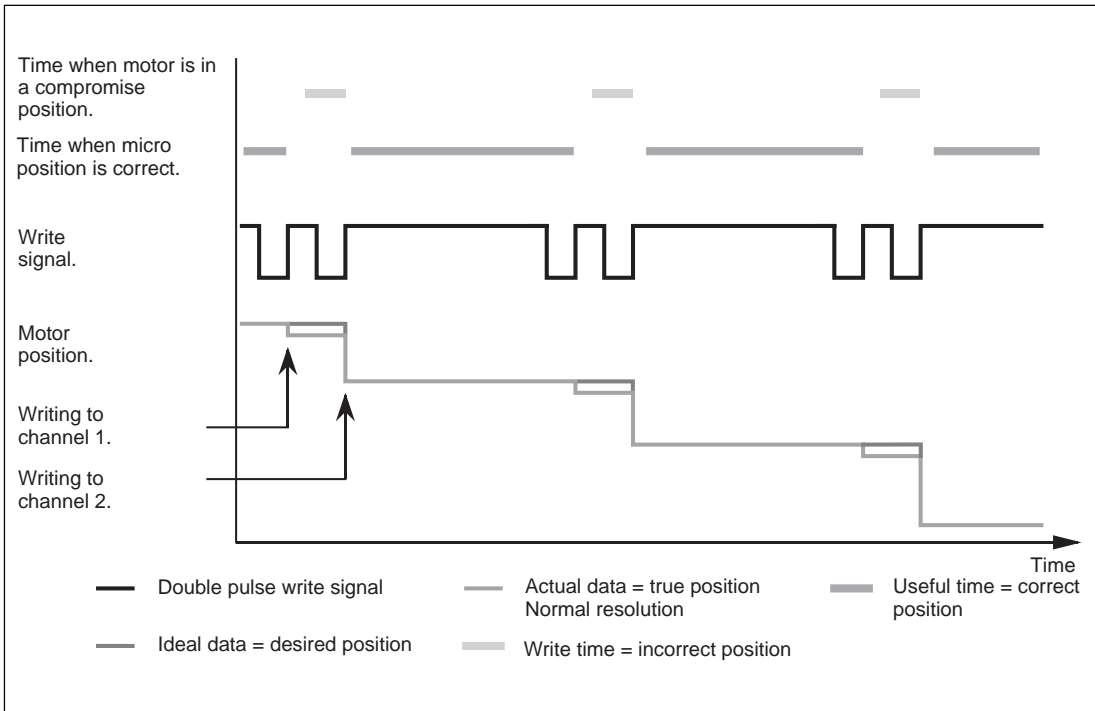 Time when motor is in
a compromise
position.
Time when micro
position is correct.
Write
signal.
Motor
position.
Writing to
channel 1.
Writing to
channel 2.
Time
Double pulse write signal
Ideal data = desired position
Actual data = true position
Normal resolution
Write time = incorrect position
Useful time = correct
position